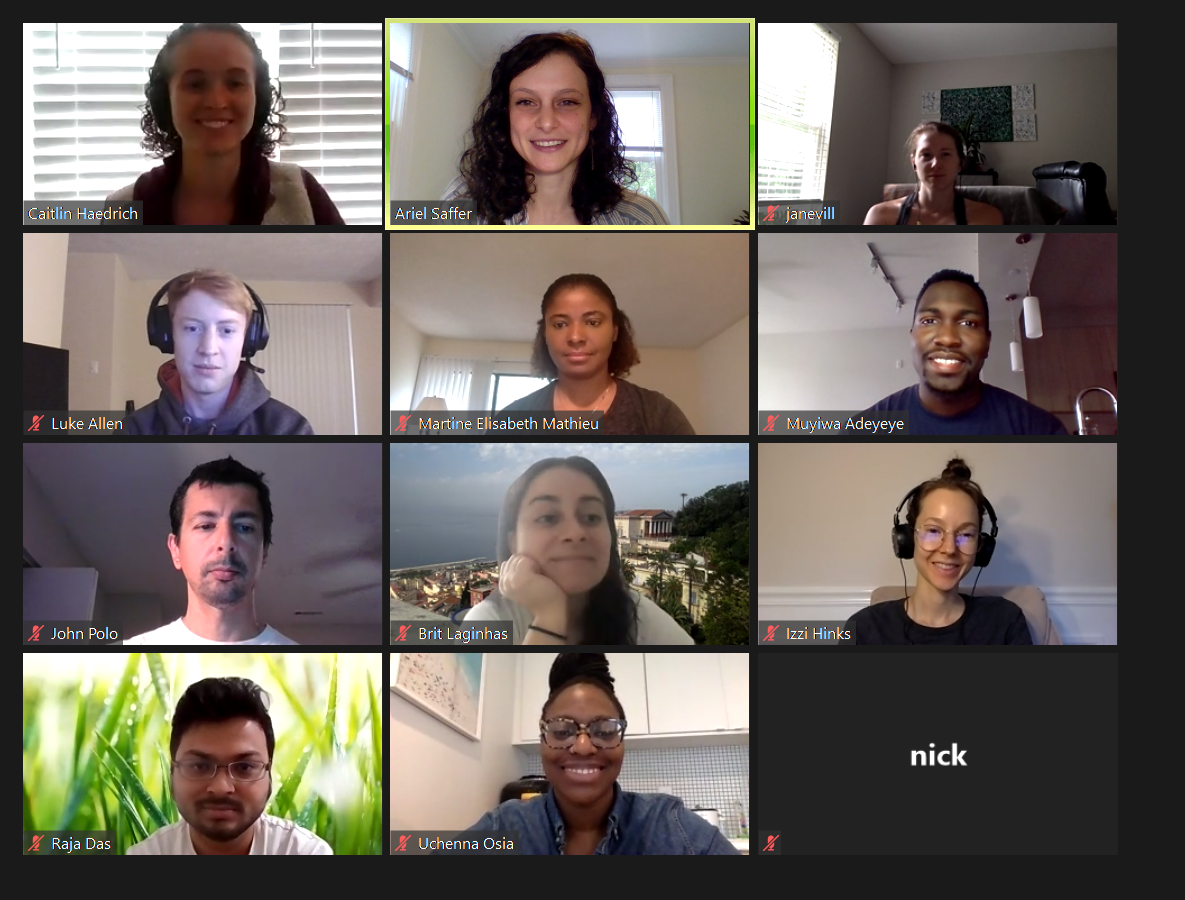 Caitlin Haedrich
Ariel Saffer
janevill
Luke Allen
Martine Elisabeth Mathieu
Muyiwa Adeyeye
John Polo
Brit Laginhas
Izzi Hinks
Raja Das
Uchenna Osia
nick